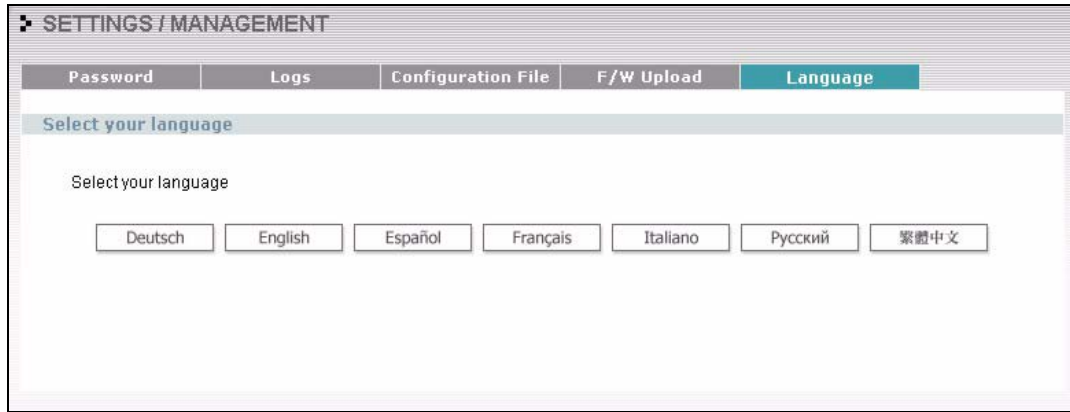 SETTINGS / MANAGEMENT
Password Logs Configuration File F/W Upload Language
Select your language
Select your language
Deutsch English Español Français Italiano Русский 繁體中文